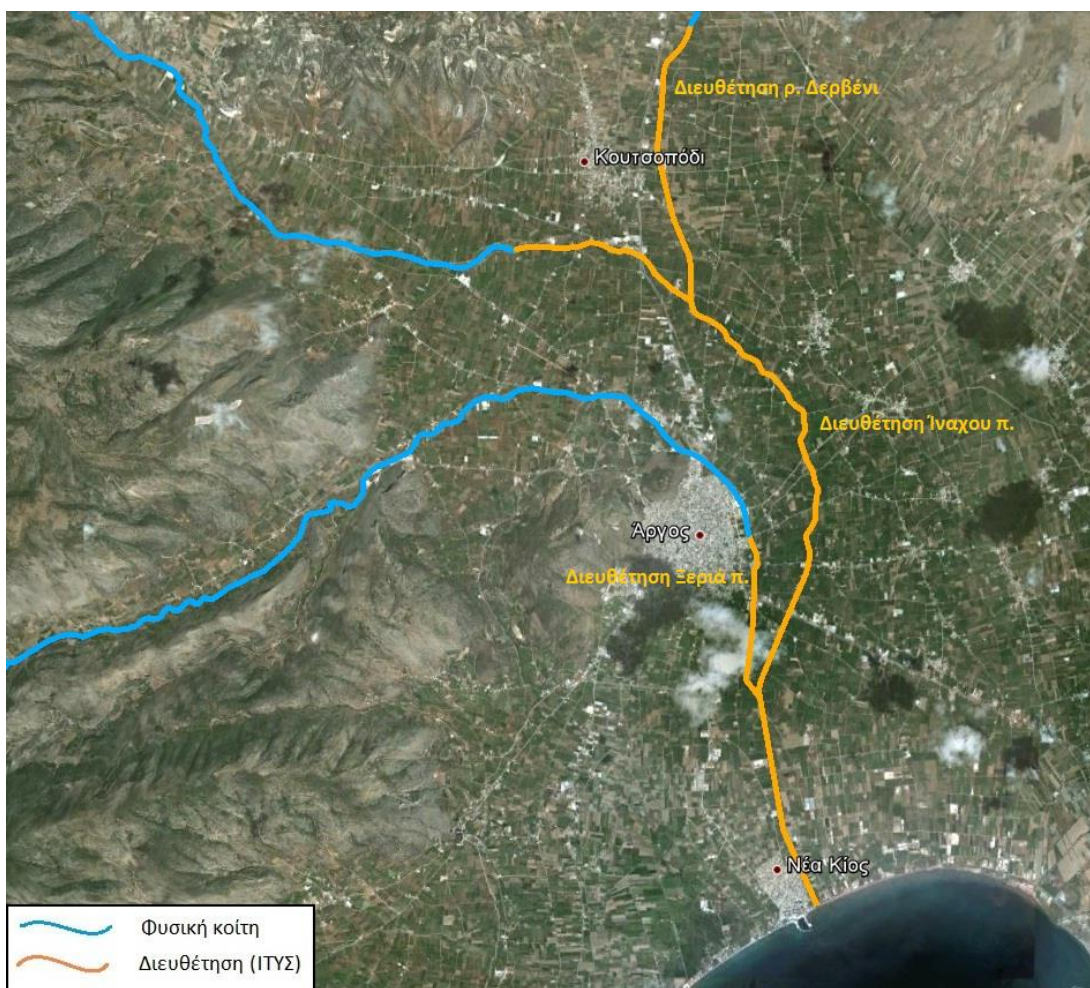 Διευθέτηση ρ. Δερβένι
Κουτσοπόδι
Διευθέτηση Ίναχου π.
Άργος
Διευθέτηση Ξεριά π.
Νέα Κίος
Φυσική κοίτη
Διευθέτηση (ΙΤΥΣ)